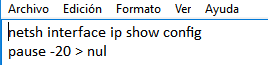 Archivo Edición Formato Ver Ayuda
netsh interface ip show config
pause -20 > nul